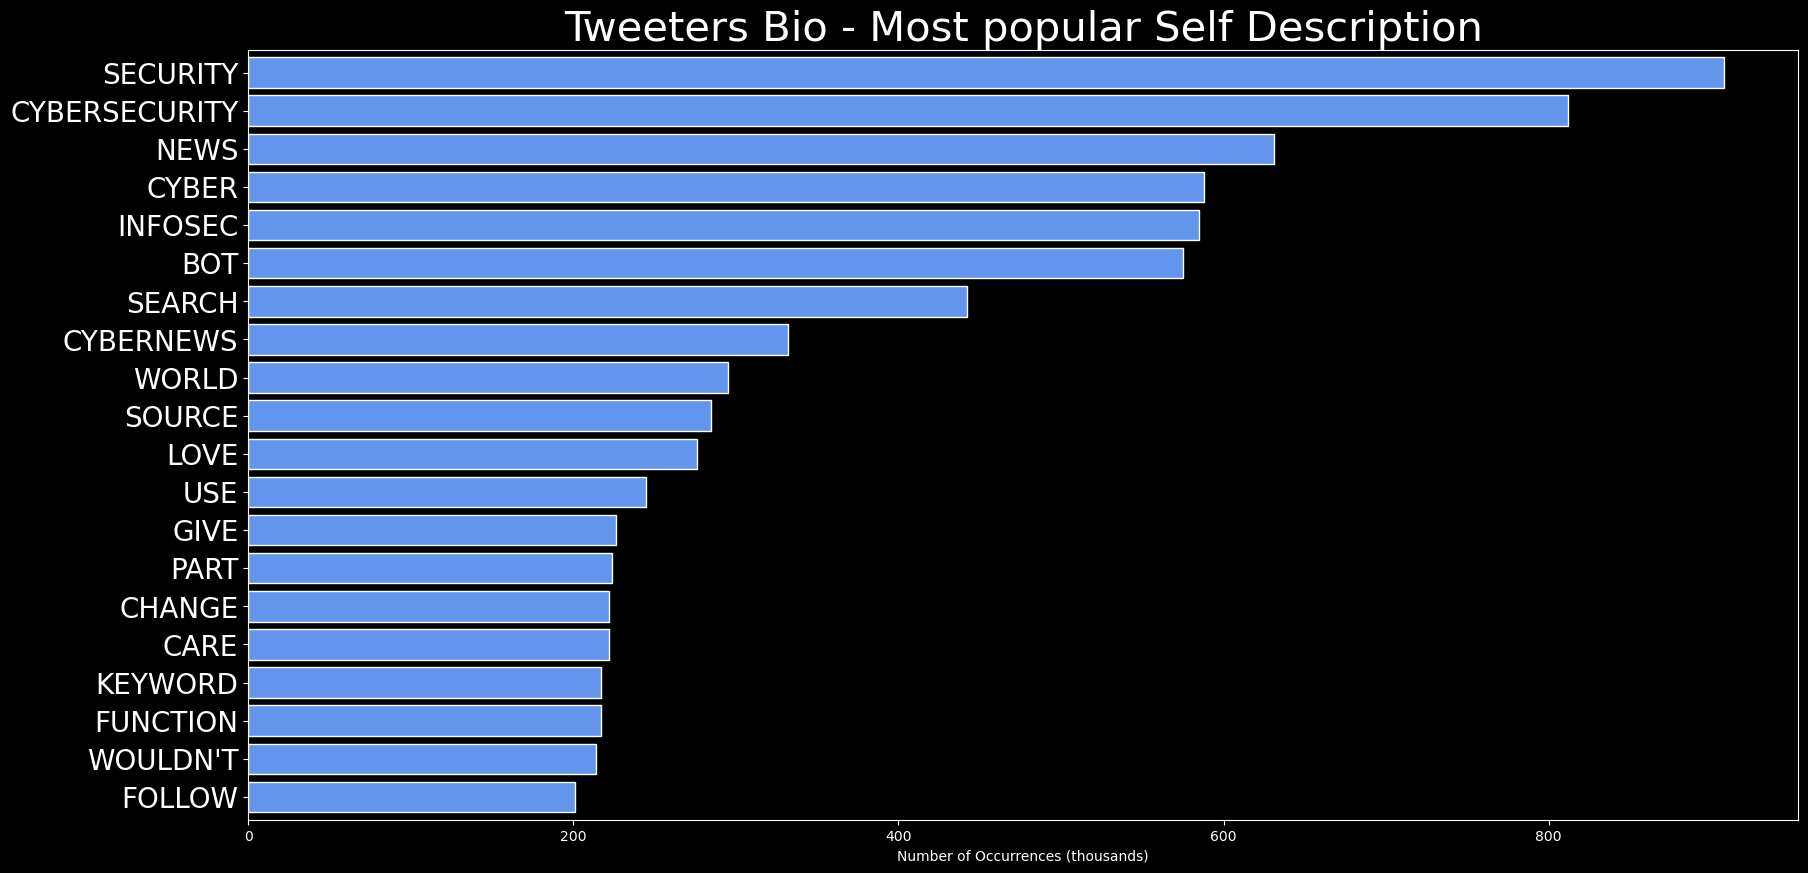 Tweeters Bio - Most popular Self Description
SECURITY
CYBERSECURITY
NEWS
CYBER
INFOSEC
BOT
SEARCH
CYBERNEWS
WORLD
SOURCE
LOVE
USE
GIVE
PART
CHANGE
CARE
KEYWORD
FUNCTION
WOULDN'T
FOLLOW
0 200 400 600 800
Number of Occurrences (thousands)